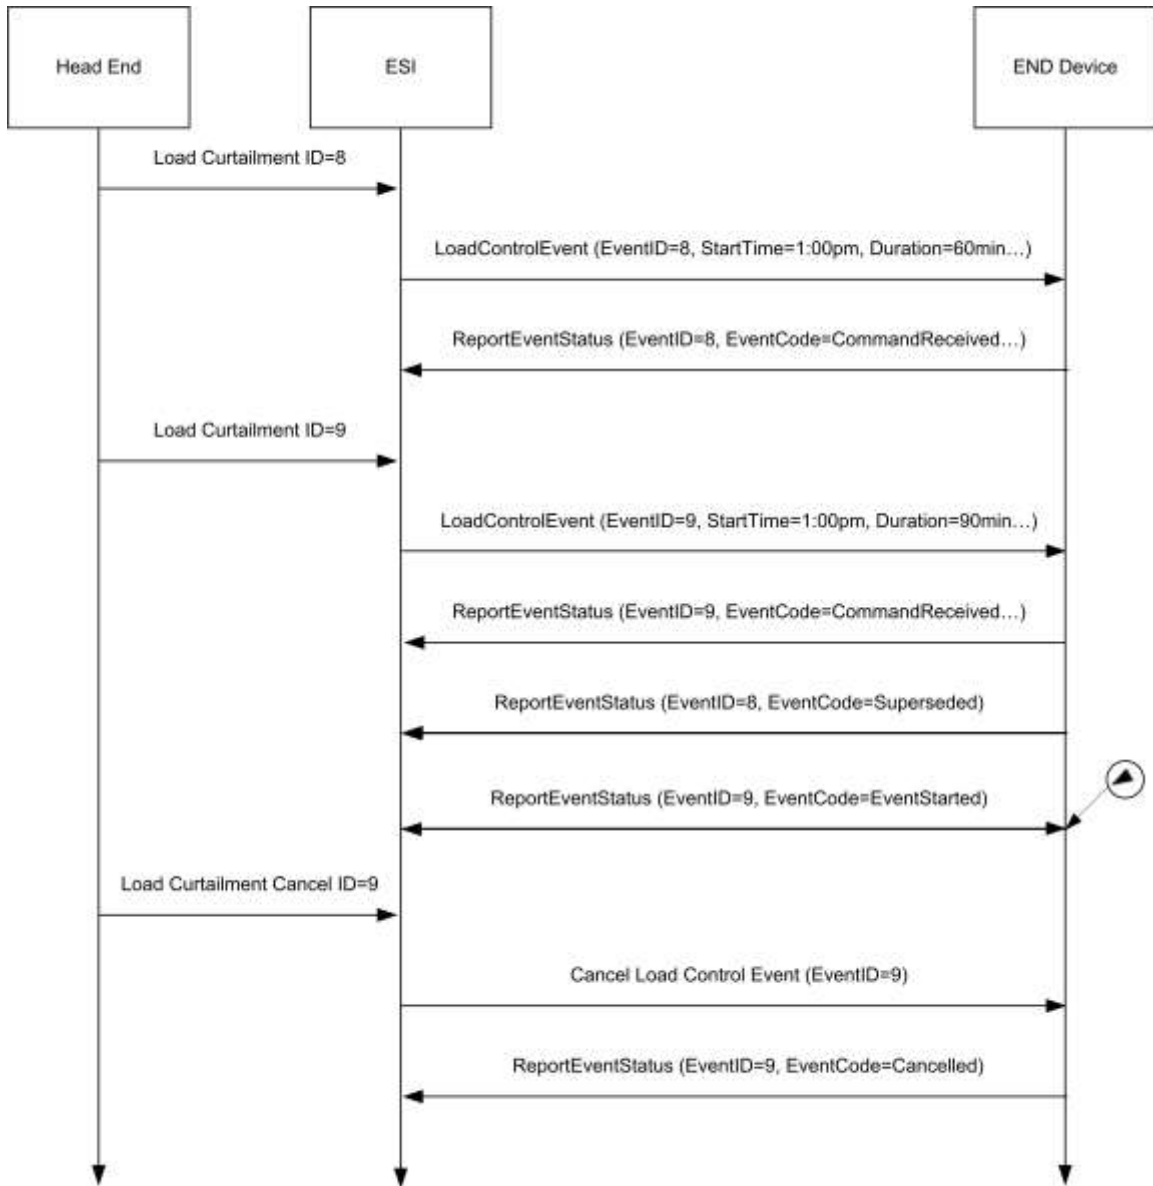 Head End
ESI
END Device
Load Curtailment ID=8
LoadControlEvent (EventID=8, StartTime=1:00pm, Duration=60min…)
ReportEventStatus (EventID=8, EventCode=CommandReceived…)
Load Curtailment ID=9
LoadControlEvent (EventID=9, StartTime=1:00pm, Duration=90min…)
ReportEventStatus (EventID=9, EventCode=CommandReceived…)
ReportEventStatus (EventID=8, EventCode=Superseded)
ReportEventStatus (EventID=9, EventCode=EventStarted)
Load Curtailment Cancel ID=9
Cancel Load Control Event (EventID=9)
ReportEventStatus (EventID=9, EventCode=Cancelled)